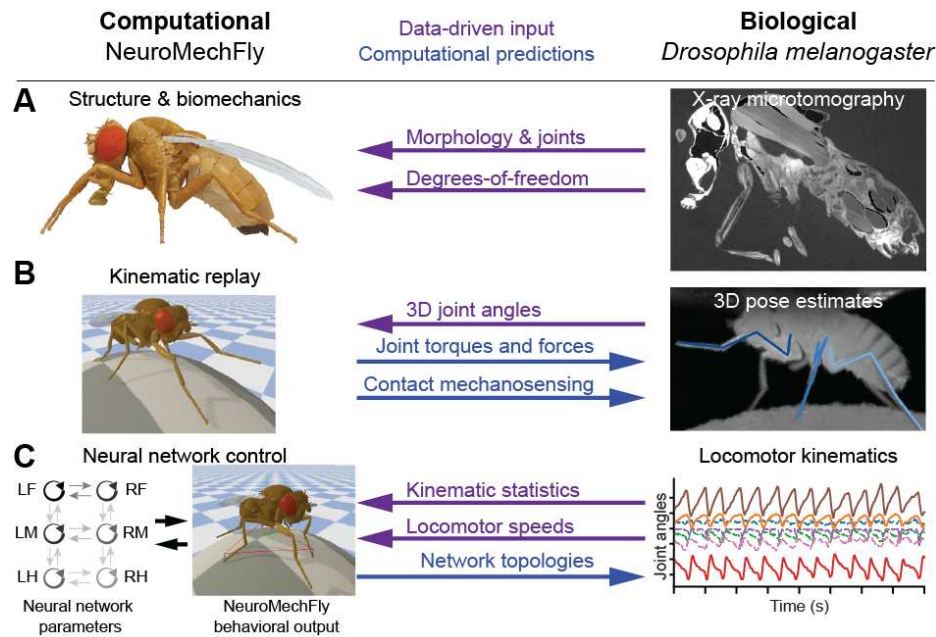 Computational
NeuroMechFly
Data-driven input
Computational predictions
Biological
Drosophila melanogaster
A
Structure & biomechanics
Morphology & joints
Degrees-of-freedom
X-ray microtomography
B
Kinematic replay
3D joint angles
Joint torques and forces
Contact mechanosensing
3D pose estimates
C
Neural network control
LF
RF
LM
RM
LH
RH
Neural network
parameters
NeuroMechFly
behavioral output
Kinematic statistics
Locomotor speeds
Network topologies
Locomotor kinematics
Joint angles
Time (s)